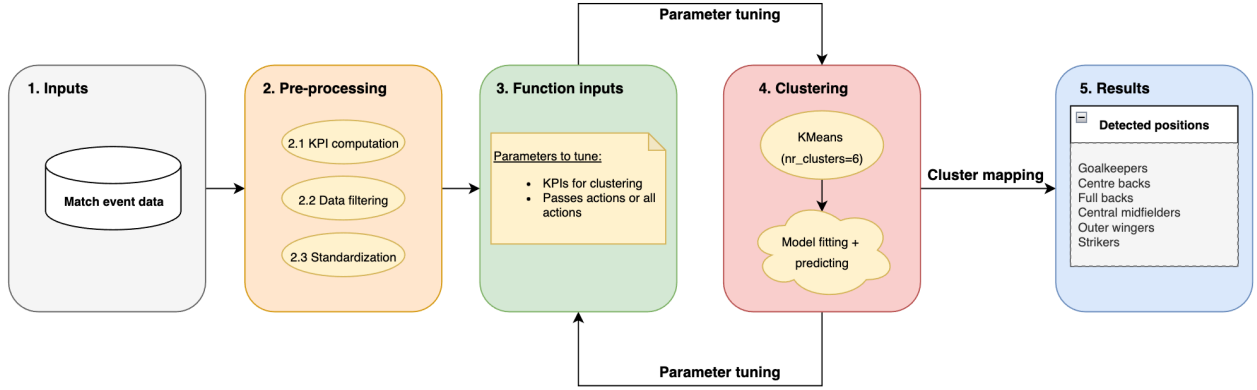 Parameter tuning
1. Inputs
Match event data
2. Pre-processing
2.1 KPI computation
2.2 Data filtering
2.3 Standardization
3. Function inputs
Parameters to tune:
• KPIs for clustering
• Passes actions or all
actions
4. Clustering
KMeans
(nr_clusters=6)
Model fitting +
predicting
Cluster mapping
5. Results
Detected positions
Goalkeepers
Centre backs
Full backs
Central midfielders
Outer wingers
Strikers
Parameter tuning